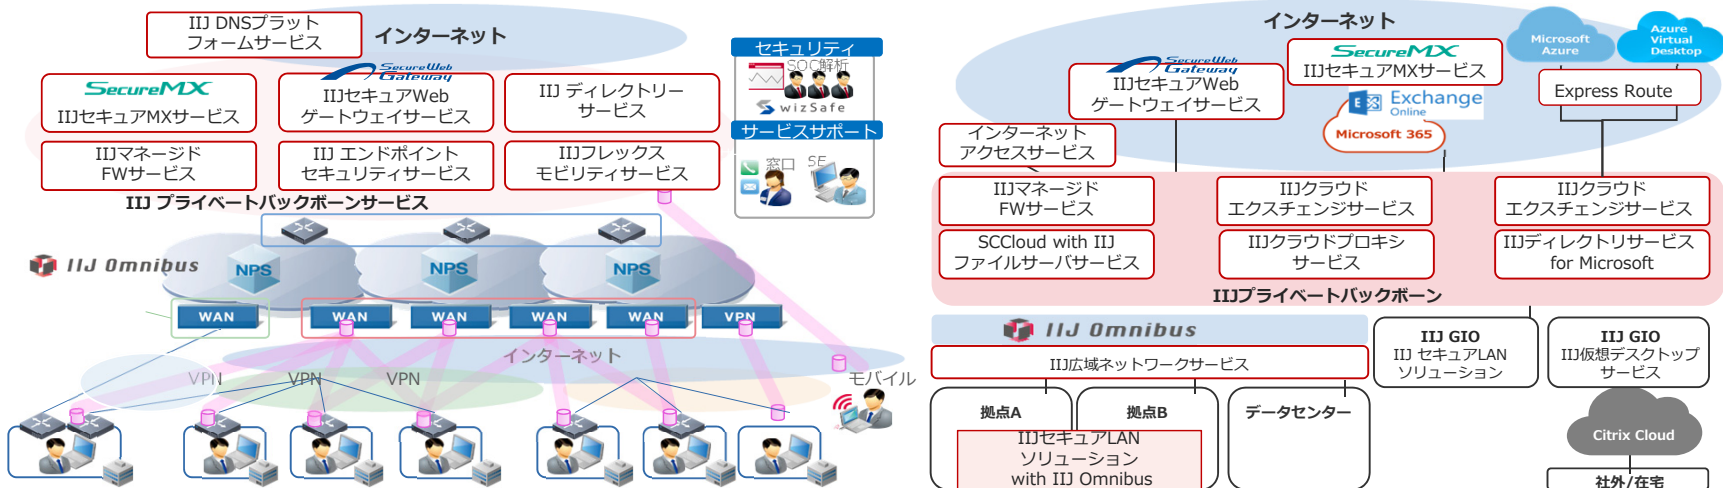 IIJ DNSプラット
フォームサービス
インターネット
SecureMX
IIJセキュアMXサービス
SecureWeb
Gateway
IIJセキュアWeb
ゲートウェイサービス
IIJ ディレクトリー
サービス
IIJマネージド
FWサービス
IIJ エンドポイント
セキュリティサービス
IIJフレックス
モビリティサービス
IIJ プライベートバックボーンサービス
セキュリティ
SOC解析
wizSafe
サービスサポート
窓口
SE
IIJ Omnibus
NPS
NPS
NPS
WAN
WAN
WAN
WAN
WAN
VPN
インターネット
VPN
VPN
VPN
モバイル
インターネット
SecureWeb
Gateway
IIJセキュアWeb
ゲートウェイサービス
SecureMX
IIJセキュアMXサービス
Exchange
Online
Microsoft 365
Microsoft
Azure
Azure
Virtual
Desktop
Express Route
インターネット
アクセスサービス
IIJマネージド
FWサービス
IIJクラウド
エクスチェンジサービス
IIJクラウド
エクスチェンジサービス
SCCloud with IIJ
ファイルサーバサービス
IIJクラウドプロキシ
サービス
IIJディレクトリサービス
for Microsoft
IIJプライベートバックボーン
IIJ Omnibus
IIJ広域ネットワークサービス
IIJ GIO
IIJ セキュアLAN
ソリューション
IIJ GIO
IIJ仮想デスクトップ
サービス
拠点A
拠点B
データセンター
IIJセキュアLAN
ソリューション
with IIJ Omnibus
Citrix Cloud
社外/在宅